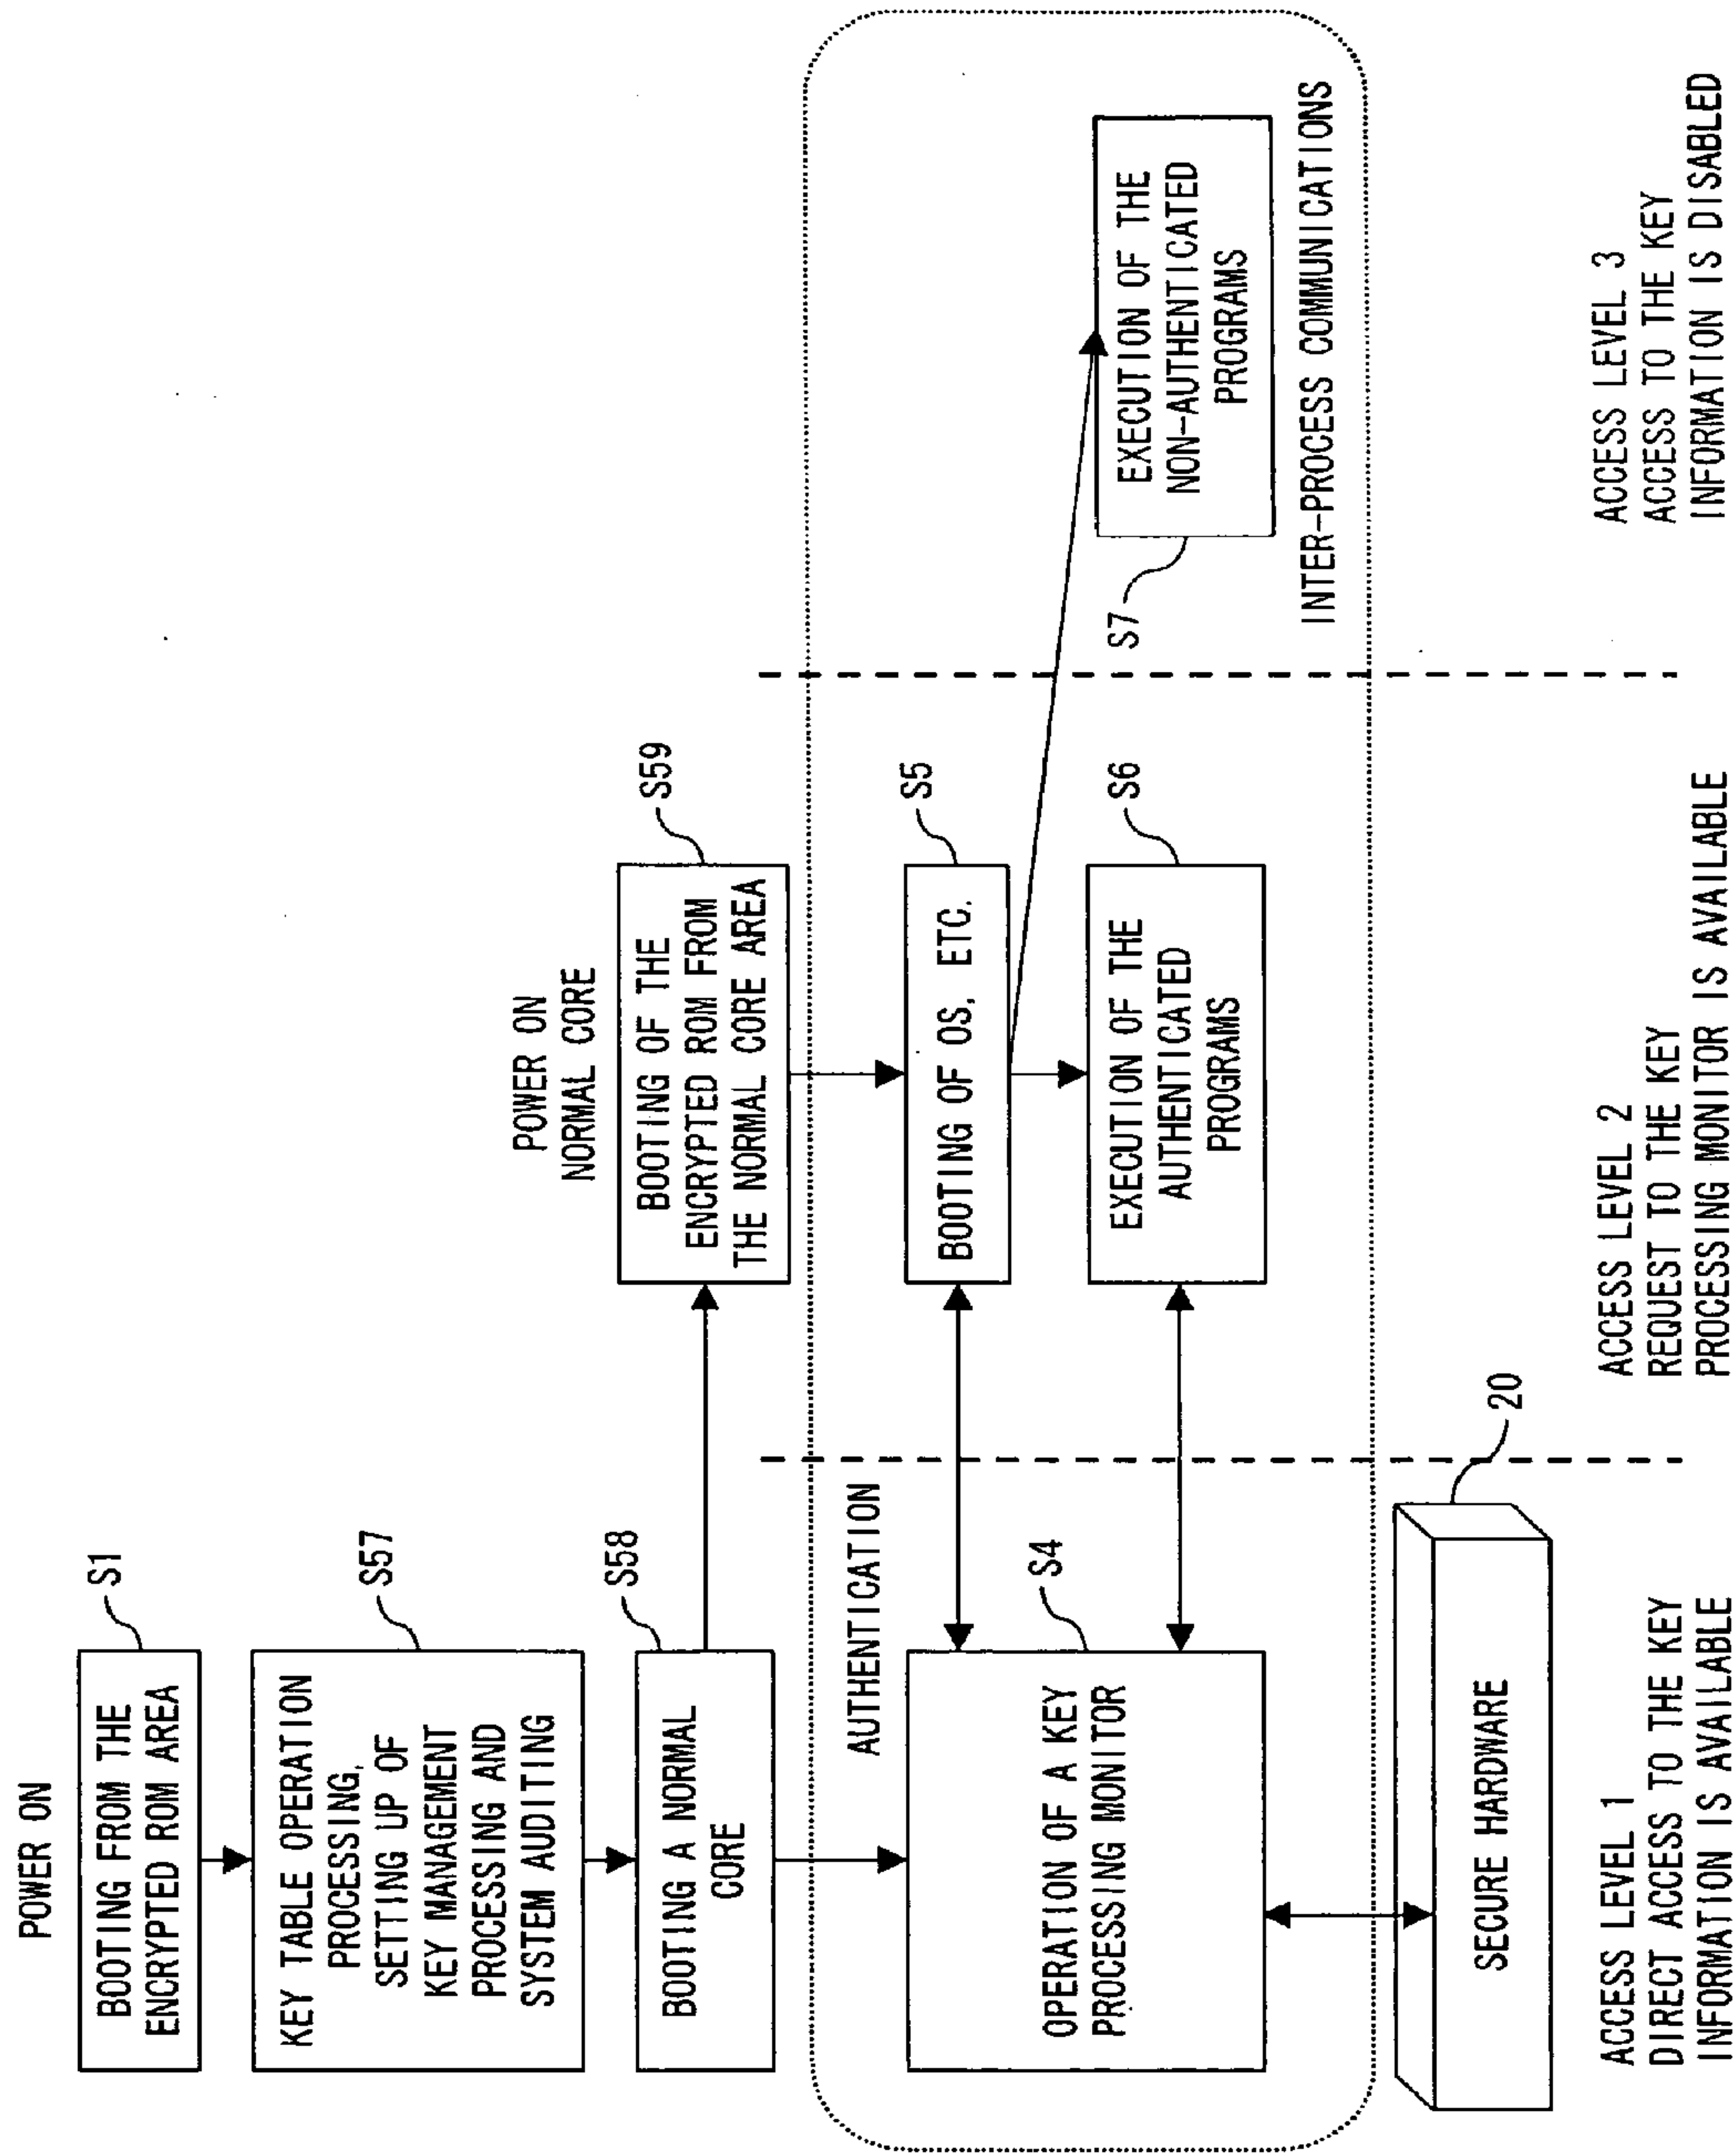 POWER ON
BOOTING FROM THE
ENCRYPTED ROM AREA
S1
KEY TABLE OPERATION
PROCESSING,
SETTING UP OF
KEY MANAGEMENT
PROCESSING AND
SYSTEM AUDITING
S57
BOOTING A NORMAL
CORE
S58
POWER ON
NORMAL CORE
BOOTING OF THE
ENCRYPTED ROM FROM
THE NORMAL CORE AREA
S59
AUTHENTICATION
OPERATION OF A KEY
PROCESSING MONITOR
S4
BOOTING OF OS, ETC.
S5
EXECUTION OF THE
AUTHENTICATED
PROGRAMS
S6
EXECUTION OF THE
NON-AUTHENTICATED
PROGRAMS
S7
INTER-PROCESS COMMUNICATIONS
SECURE HARDWARE
20
ACCESS LEVEL 1
DIRECT ACCESS TO THE KEY
INFORMATION IS AVAILABLE
ACCESS LEVEL 2
REQUEST TO THE KEY
PROCESSING MONITOR IS AVAILABLE
ACCESS LEVEL 3
ACCESS TO THE KEY
INFORMATION IS DISABLED